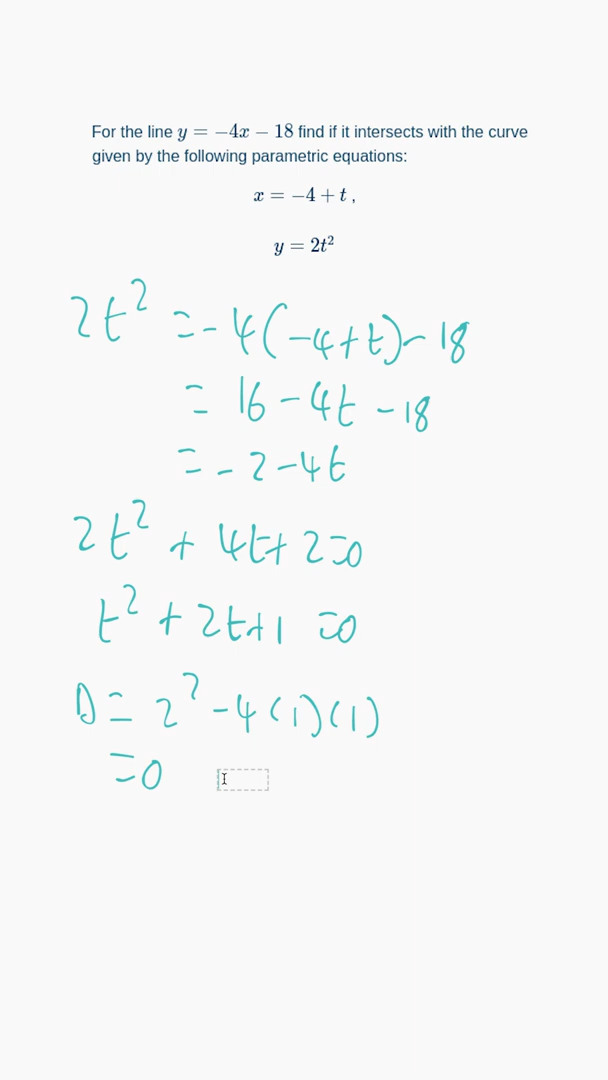 For the line y = −4x − 18 find if it intersects with the curve
given by the following parametric equations:
x = −4 + t ,
y = 2t²
2t² = -4(-4+t) - 18
= 16 - 4t - 18
= -2 - 4t
2t² + 4t + 2 = 0
t² + 2t + 1 = 0
D = 2² - 4(1)(1)
= 0